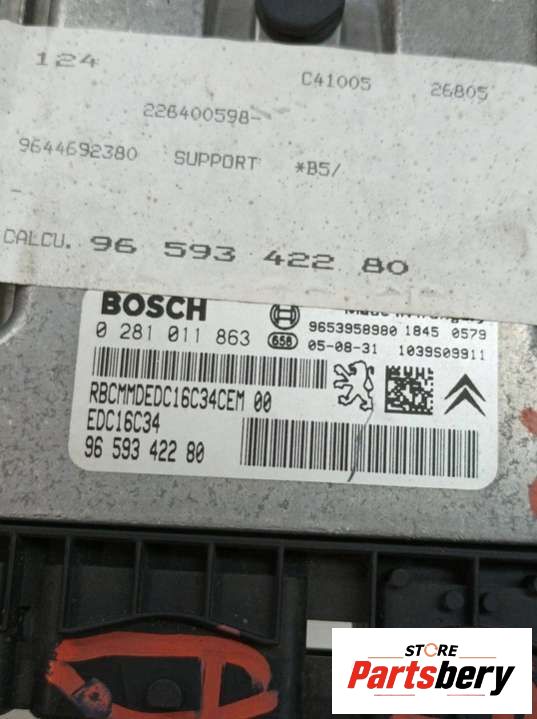 124
C41005 26805
226400598-
9644692380 SUPPORT *B5/
-
CALCU. 96 593 422 80
BOSCH
0 281 011 863
658
9653958980 1845 0579
05-08-31 1039S09911
RBCMMDEDC16C34CEM 00
EDC16C34
96 593 422 80
STORE
Partsbery